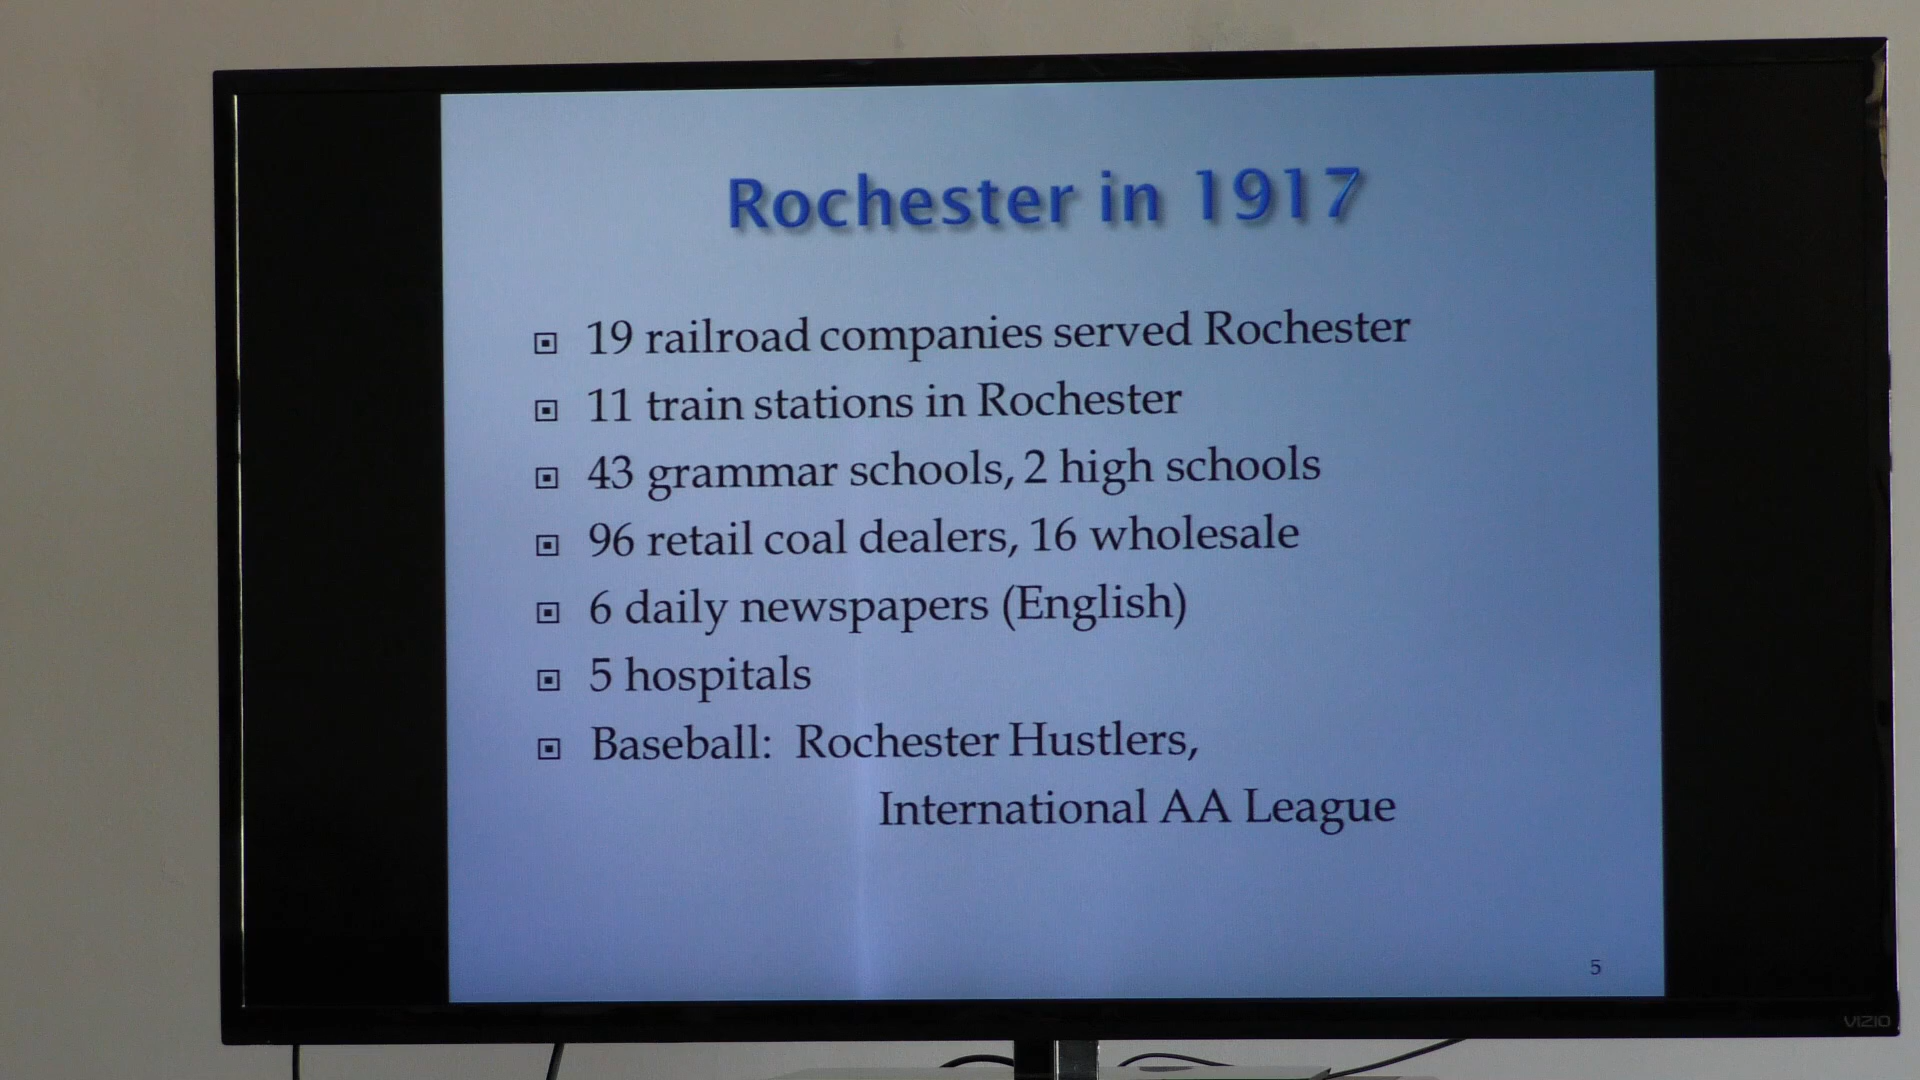 Rochester in 1917
19 railroad companies served Rochester
11 train stations in Rochester
43 grammar schools, 2 high schools
96 retail coal dealers, 16 wholesale
6 daily newspapers (English)
5 hospitals
Baseball: Rochester Hustlers,
International AA League
5
VIZIO